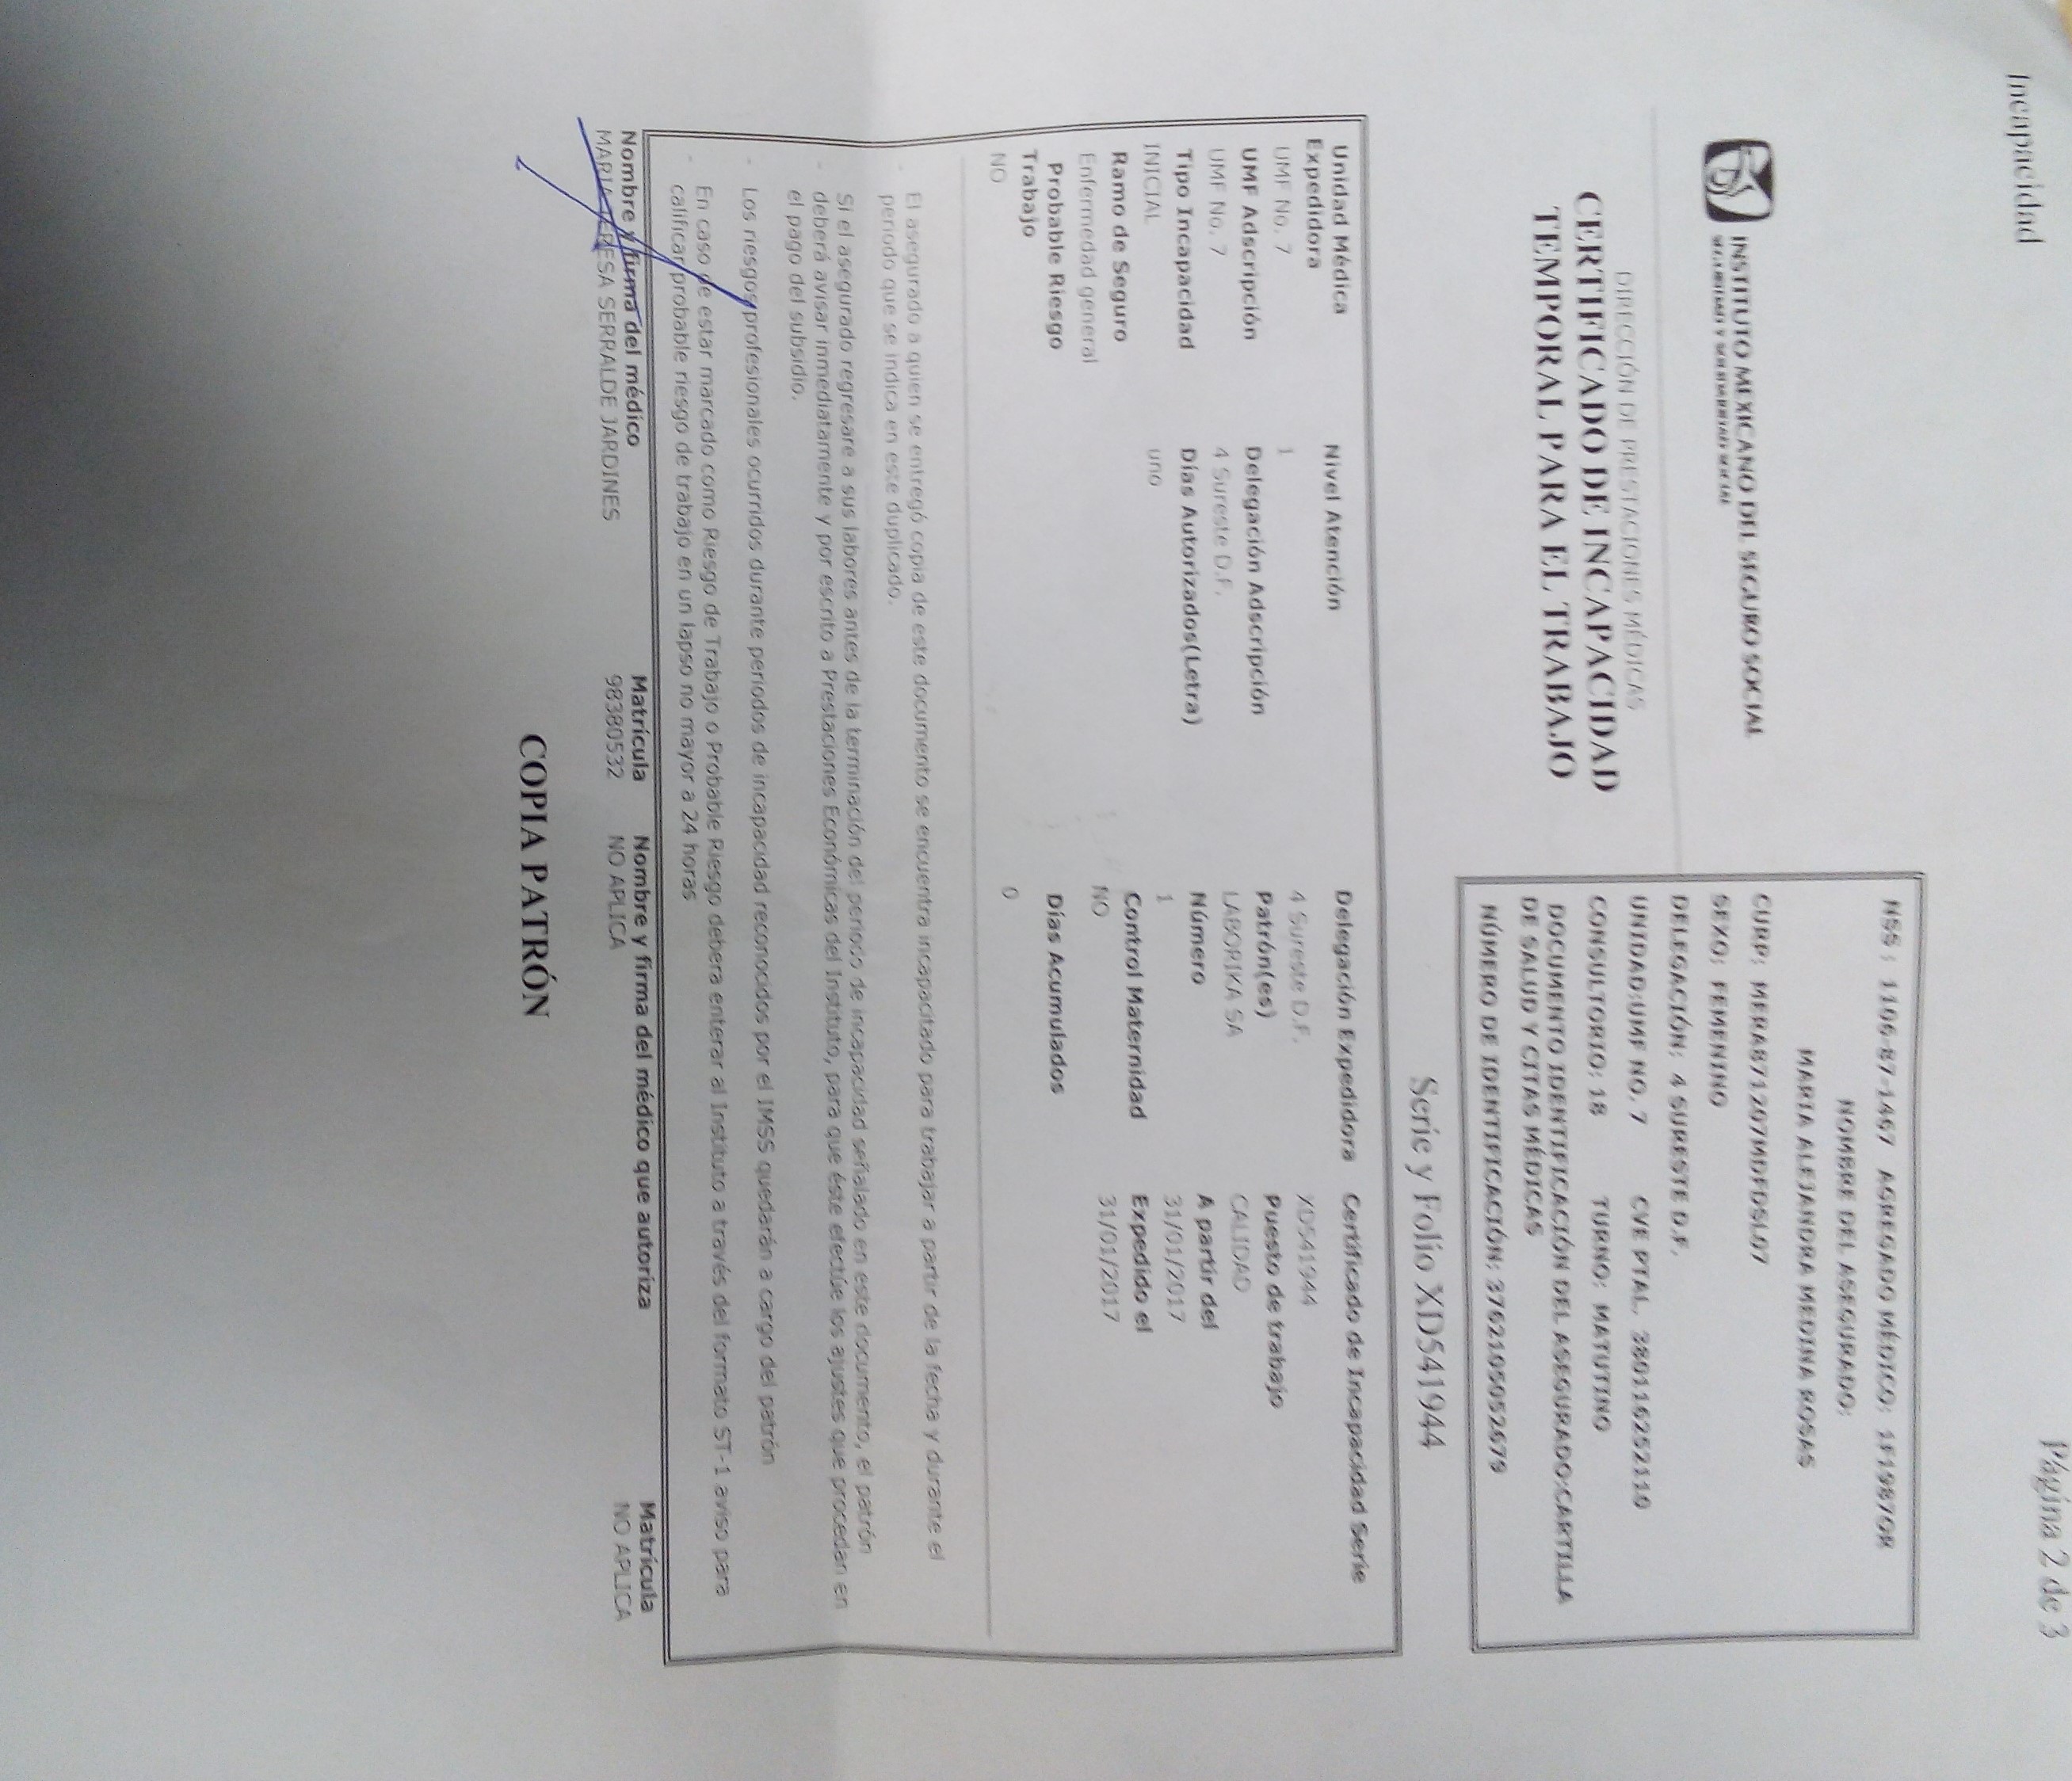 Incapacidad
Página 2 de 3
INSTITUTO MEXICANO DEL SEGURO SOCIAL
SEGURIDAD Y SOLIDARIDAD SOCIAL
DIRECCIÓN DE PRESTACIONES MÉDICAS
CERTIFICADO DE INCAPACIDAD
TEMPORAL PARA EL TRABAJO
NSS : 1106-87-1467 AGREGADO MÉDICO: 1F1987OR
NOMBRE DEL ASEGURADO:
MARIA ALEJANDRA MEDINA ROSAS
CURP: MERA871207MDFDSL07
SEXO: FEMENINO
DELEGACIÓN: 4 SURESTE D.F.
UNIDAD:UMF NO. 7 CVE PTAL. 380116252110
CONSULTORIO: 18 TURNO: MATUTINO
DOCUMENTO IDENTIFICACIÓN DEL ASEGURADO:CARTILLA
DE SALUD Y CITAS MÉDICAS
NÚMERO DE IDENTIFICACIÓN: 3762105052679
Serie y Folio XD541944
Unidad Médica Expedidora Nivel Atención Delegación Expedidora Certificado de Incapacidad Serie
UMF No. 7 1 4 Sureste D.F. XD541944
UMF Adscripción Delegación Adscripción Patrón(es) Puesto de trabajo
UMF No. 7 4 Sureste D.F. LABORIKA SA CALIDAD
Tipo Incapacidad Días Autorizados(Letra) Número A partir del
INICIAL uno 1 31/01/2017
Ramo de Seguro Control Maternidad Expedido el
Enfermedad general NO 31/01/2017
Probable Riesgo Trabajo Días Acumulados
NO 0
- El asegurado a quien se entregó copia de este documento se encuentra incapacitado para trabajar a partir de la fecha y durante el
periodo que se indica en este duplicado.
- Si el asegurado regresare a sus labores antes de la terminación del periodo de incapacidad señalado en este documento, el patrón
deberá avisar inmediatamente y por escrito a Prestaciones Económicas del Instituto, para que éste efectúe los ajustes que procedan en
el pago del subsidio.
- Los riesgos profesionales ocurridos durante periodos de incapacidad reconocidos por el IMSS quedarán a cargo del patrón
- En caso de estar marcado como Riesgo de Trabajo o Probable Riesgo debera enterar al Instituto a través del formato ST-1 aviso para
calificar probable riesgo de trabajo en un lapso no mayor a 24 horas
Nombre y firma del médico Matrícula Nombre y firma del médico que autoriza Matrícula
MARIA TERESA SERRALDE JARDINES 98380532 NO APLICA NO APLICA
COPIA PATRÓN